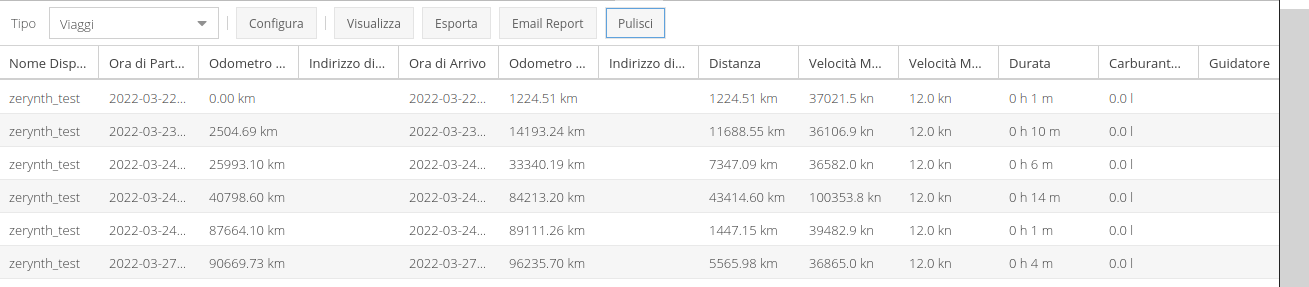 Tipo Viaggi Configura Visualizza Esporta Email Report Pulisci
Nome Disp... Ora di Part... Odometro ... Indirizzo di... Ora di Arrivo Odometro ... Indirizzo di... Distanza Velocità M... Velocità M... Durata Carburant... Guidatore
zerynth_test 2022-03-22... 0.00 km 2022-03-22... 1224.51 km 1224.51 km 37021.5 kn 12.0 kn 0 h 1 m 0.0 l
zerynth_test 2022-03-23... 2504.69 km 2022-03-23... 14193.24 km 11688.55 km 36106.9 kn 12.0 kn 0 h 10 m 0.0 l
zerynth_test 2022-03-24... 25993.10 km 2022-03-24... 33340.19 km 7347.09 km 36582.0 kn 12.0 kn 0 h 6 m 0.0 l
zerynth_test 2022-03-24... 40798.60 km 2022-03-24... 84213.20 km 43414.60 km 100353.8 kn 12.0 kn 0 h 14 m 0.0 l
zerynth_test 2022-03-24... 87664.10 km 2022-03-24... 89111.26 km 1447.15 km 39482.9 kn 12.0 kn 0 h 1 m 0.0 l
zerynth_test 2022-03-27... 90669.73 km 2022-03-27... 96235.70 km 5565.98 km 36865.0 kn 12.0 kn 0 h 4 m 0.0 l